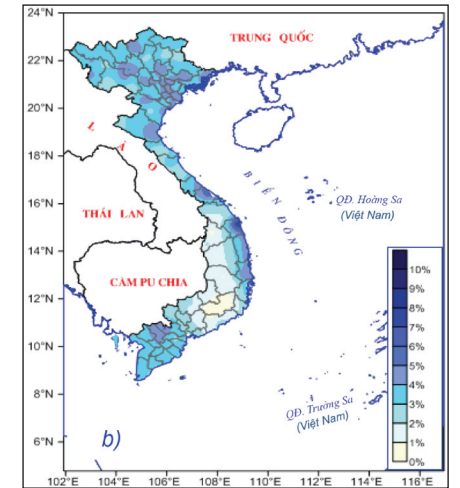 24°N
22°N
20°N
18°N
16°N
14°N
12°N
10°N
8°N
6°N
TRUNG QUỐC
LÀO
BIỂN ĐÔNG
QĐ. Hoàng Sa
(Việt Nam)
THÁI LAN
CĂM PU CHIA
10%
9%
8%
7%
6%
5%
4%
3%
2%
1%
0%
QĐ. Trường Sa
(Việt Nam)
b)
102°E 104°E 106°E 108°E 110°E 112°E 114°E 116°E